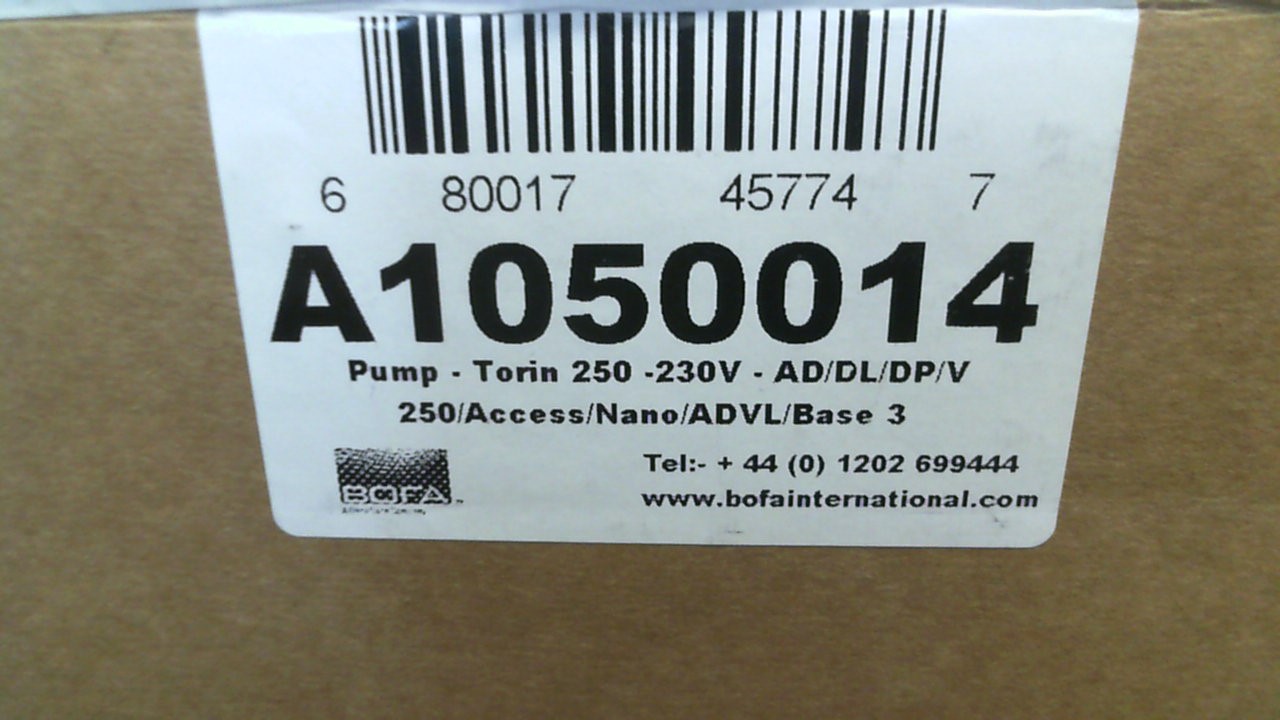 6 80017 45774 7
A1050014
Pump - Torin 250 -230V - AD/DL/DP/V
250/Access/Nano/ADVL/Base 3
Tel:- + 44 (0) 1202 699444
www.bofainternational.com
BOFA